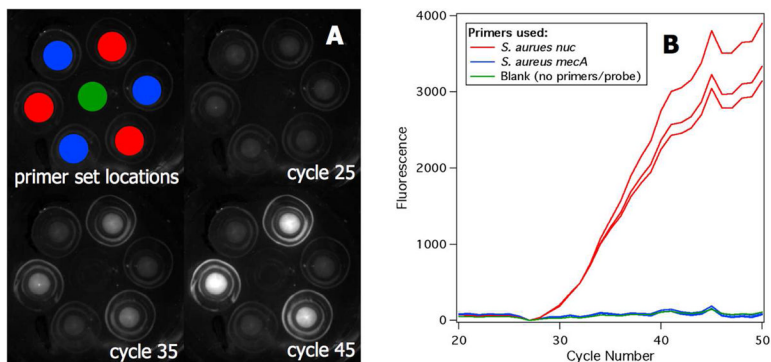 A
primer set locations
cycle 25
cycle 35
cycle 45
B
Primers used:
S. aurues nuc
S. aureus mecA
Blank (no primers/probe)
Fluorescence
4000
3000
2000
1000
0
20
30
40
50
Cycle Number